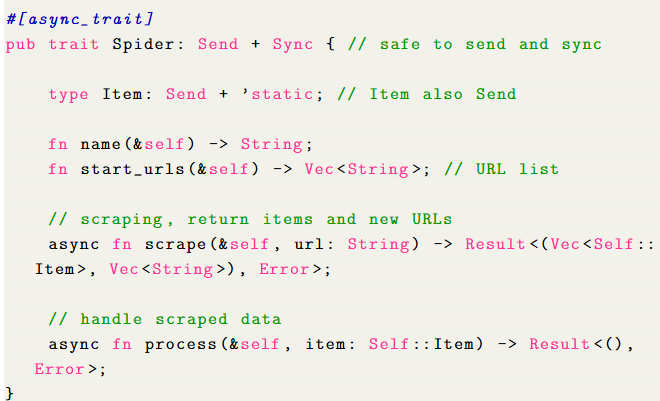 #[async_trait]
pub trait Spider: Send + Sync { // safe to send and sync
type Item: Send + 'static; // Item also Send
fn name(&self) -> String;
fn start_urls(&self) -> Vec<String>; // URL list
// scraping, return items and new URLs
async fn scrape(&self, url: String) -> Result<(Vec<Self::
Item>, Vec<String>), Error>;
// handle scraped data
async fn process(&self, item: Self::Item) -> Result<(),
Error>;
}